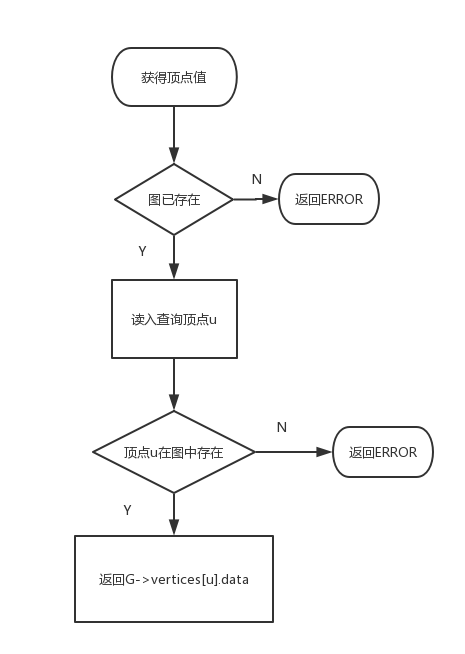 获得顶点值
图已存在
N
返回ERROR
Y
读入查询顶点u
顶点u在图中存在
N
返回ERROR
Y
返回G->vertices[u].data